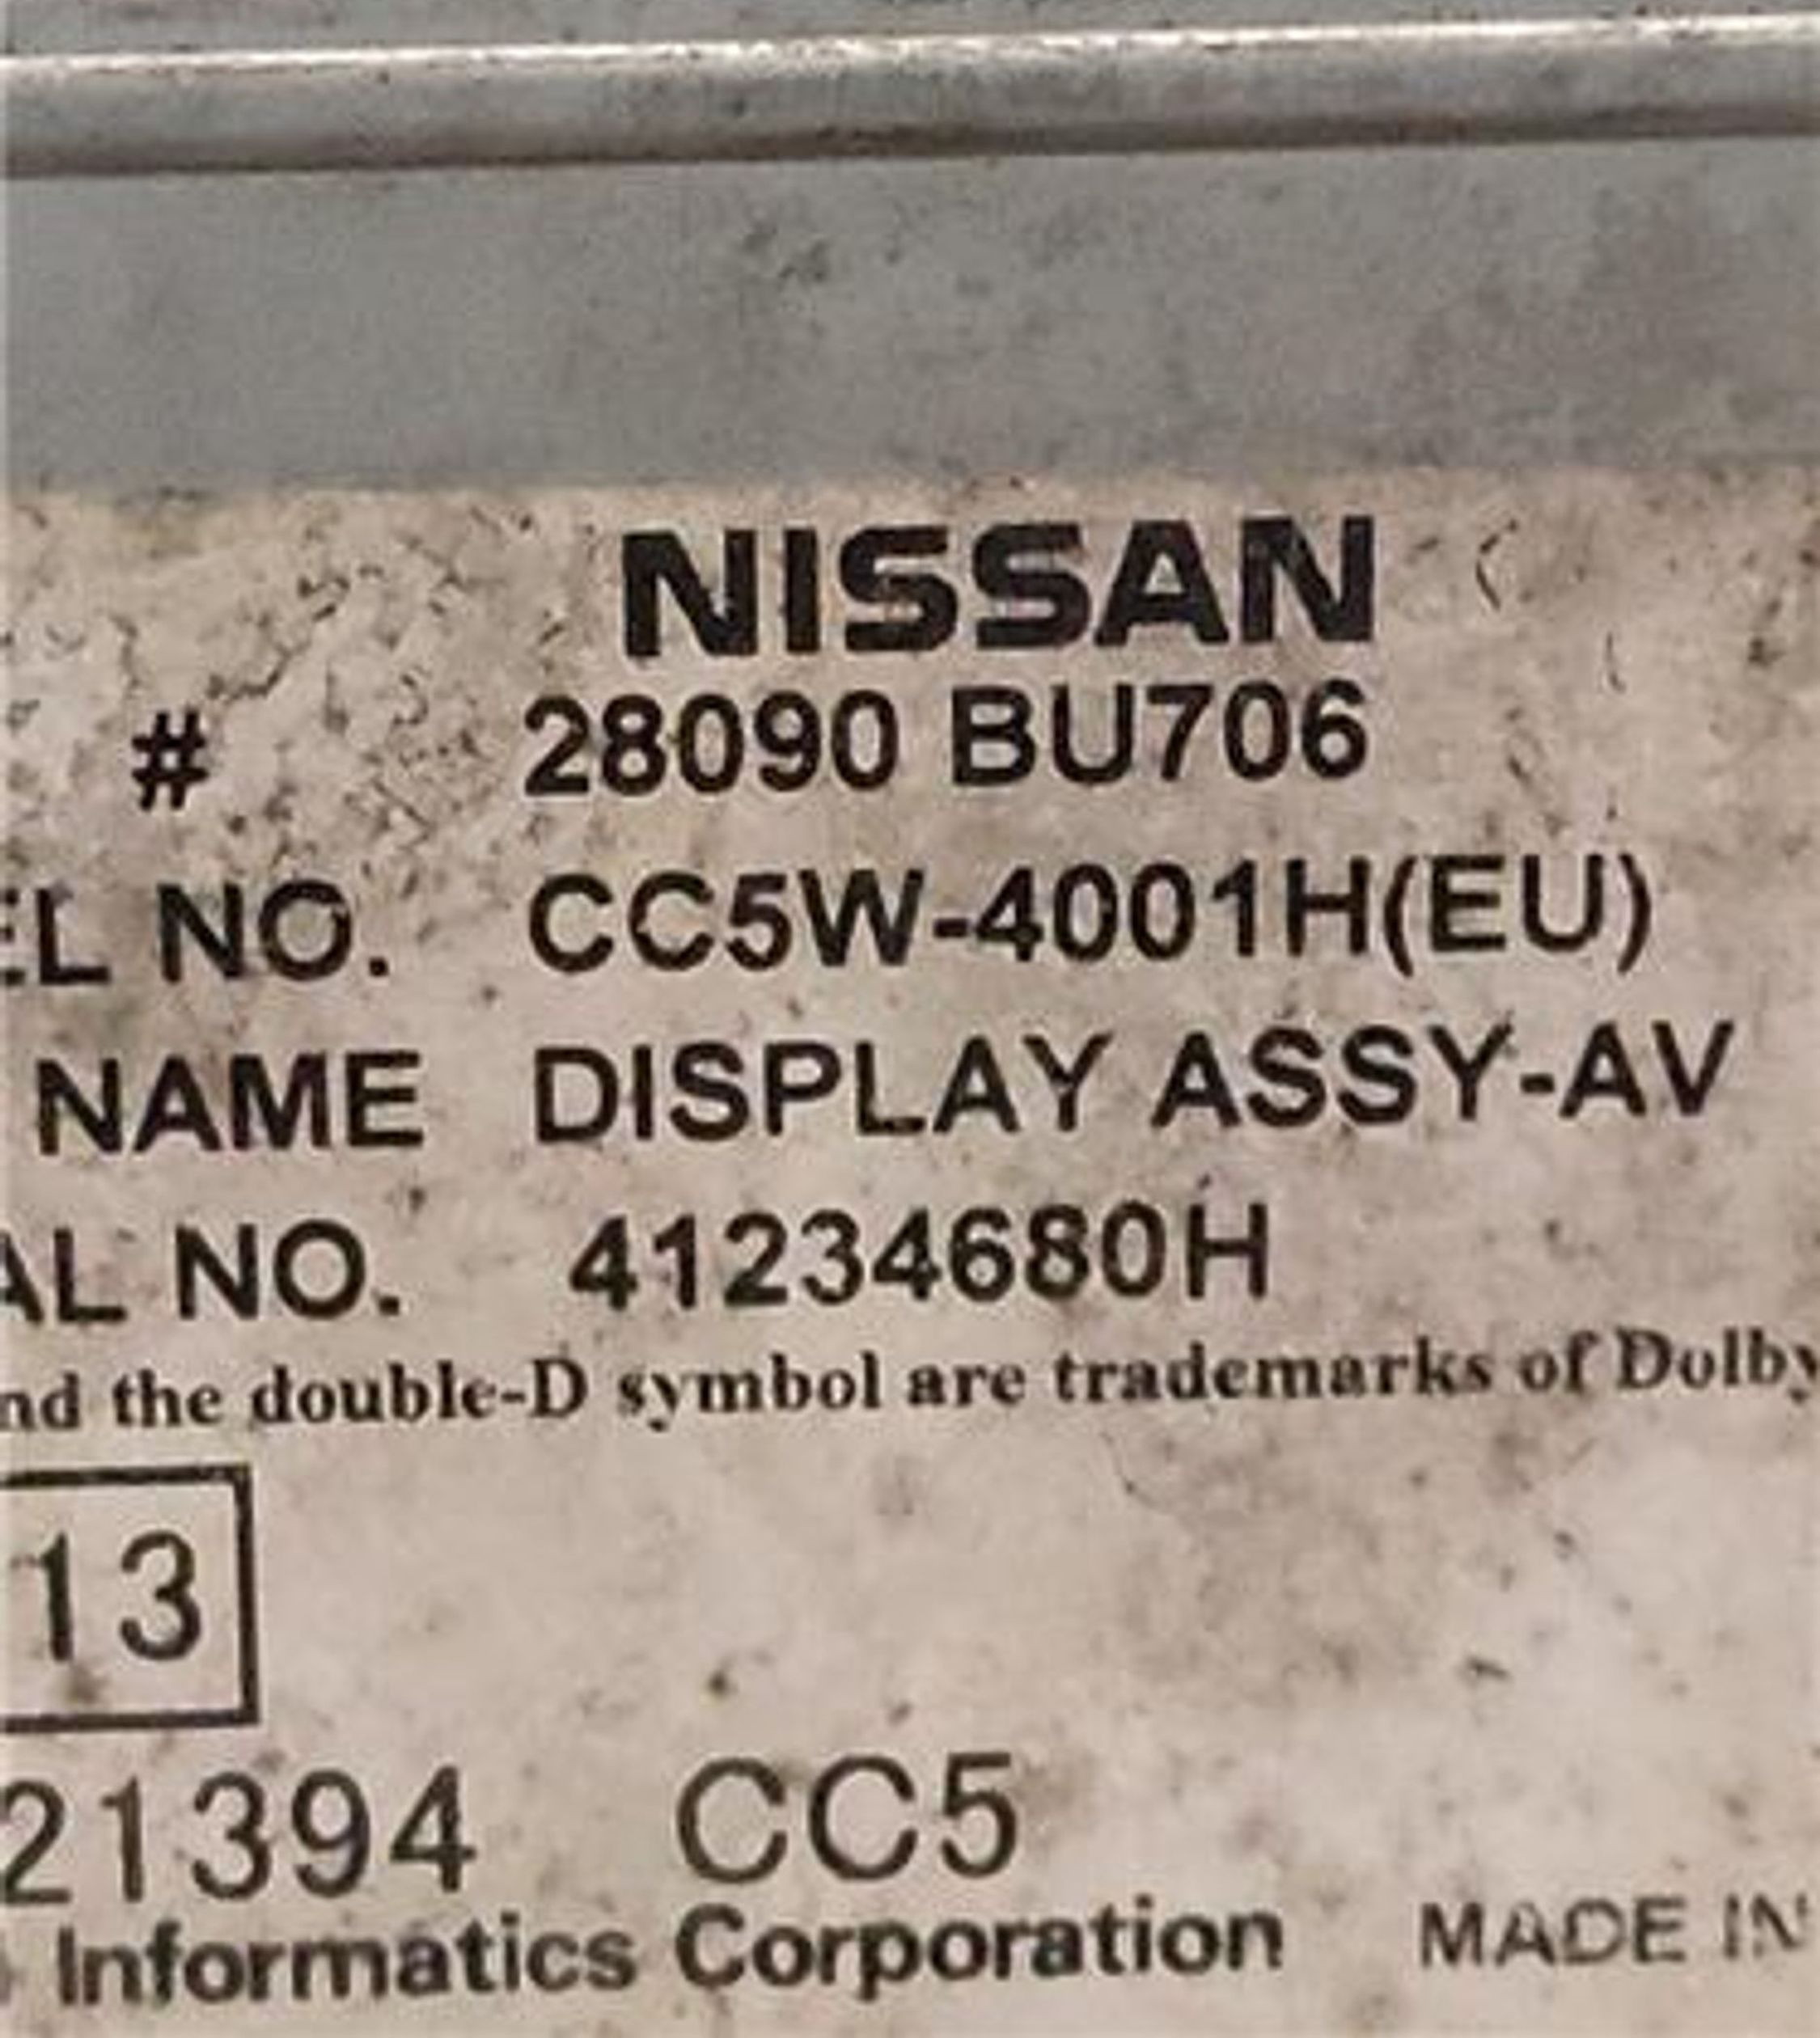 NISSAN
# 28090 BU706
EL NO. CC5W-4001H(EU)
NAME DISPLAY ASSY-AV
AL NO. 41234680H
nd the double-D symbol are trademarks of Dolby
13
21394 CC5
Informatics Corporation MADE IN